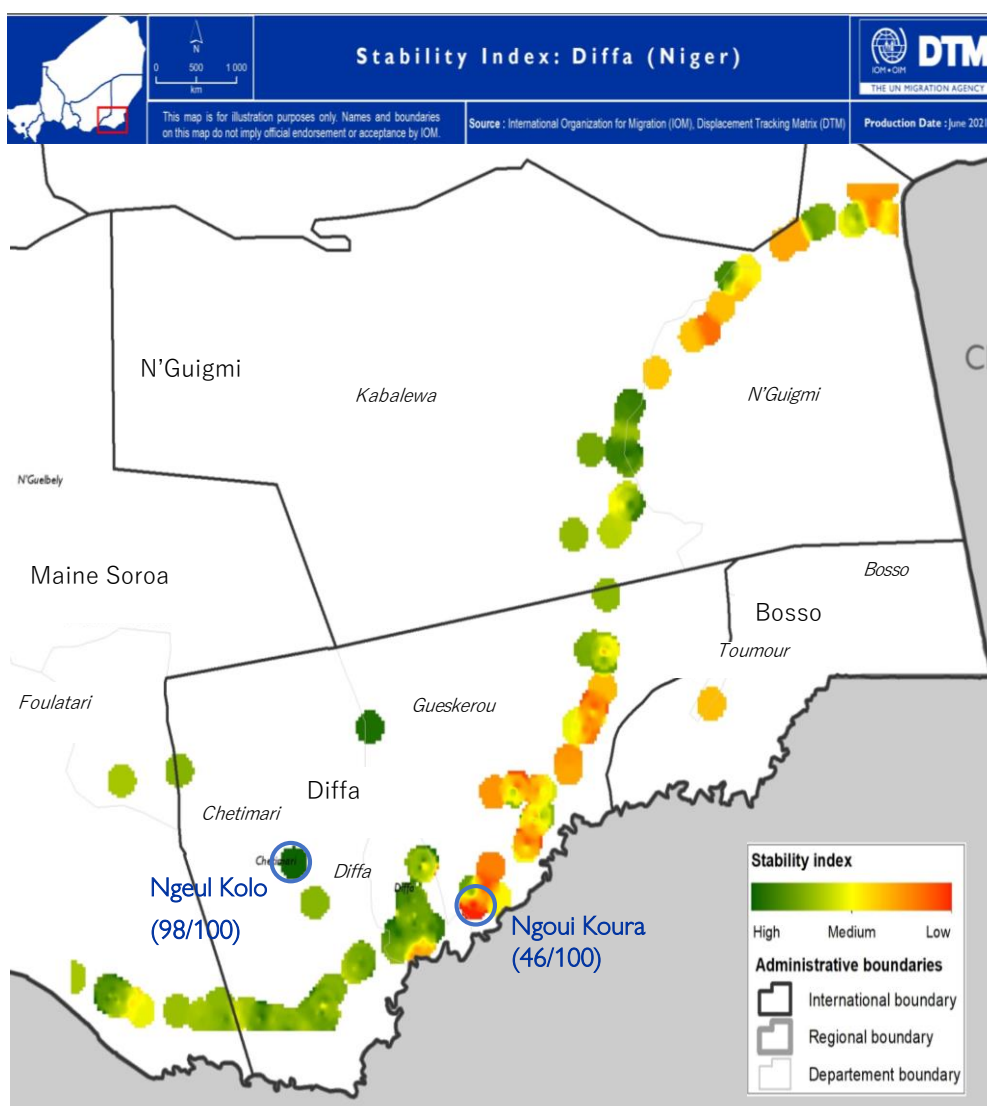 N
0 500 1 000
km
Stability Index: Diffa (Niger)
IOM • OIM
DTM
THE UN MIGRATION AGENCY
This map is for illustration purposes only. Names and boundaries
on this map do not imply official endorsement or acceptance by IOM.
Source : International Organization for Migration (IOM), Displacement Tracking Matrix (DTM)
Production Date : June 2021
N'Guigmi
Kabalewa
N'Guigmi
C
N'Guelbely
Maine Soroa
Bosso
Bosso
Toumour
Foulatari
Gueskerou
Diffa
Chetimari
Chetimari
Diffa
Diffa
Ngeul Kolo
(98/100)
Ngoui Koura
(46/100)
Stability index
High Medium Low
Administrative boundaries
International boundary
Regional boundary
Departement boundary